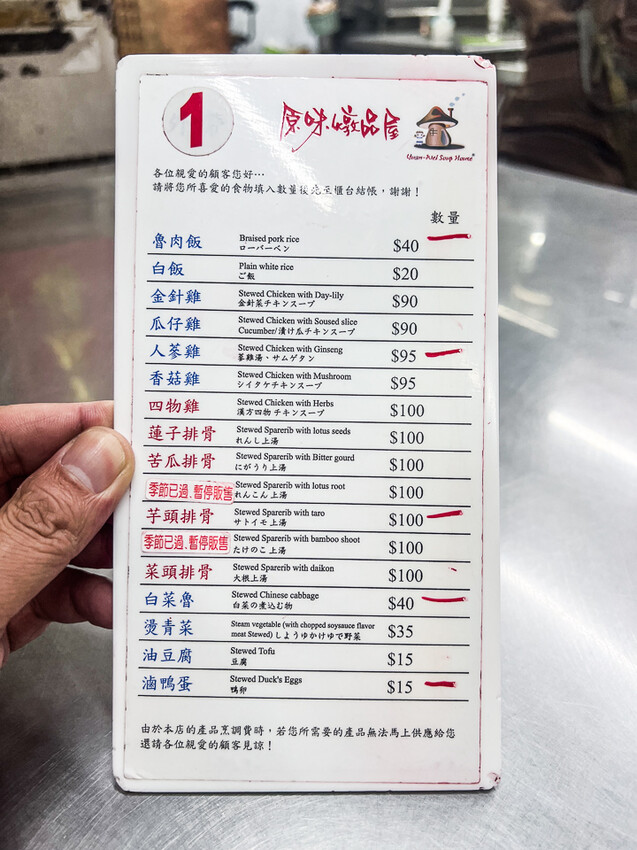 1
原味燉品屋
Yuan-Wei Soup House
各位親愛的顧客您好…
請將您所喜愛的食物填入數量後先至櫃台結帳，謝謝！
數量
魯肉飯 Braised pork rice $40
ローバーベン
白飯 Plain white rice $20
ご飯
金針雞 Stewed Chicken with Day-lily $90
金針菜チキンスープ
瓜仔雞 Stewed Chicken with Soused slice $90
Cucumber/漬け瓜チキンスープ
人蔘雞 Stewed Chicken with Ginseng $95
蔘雞湯、サムゲタン
香菇雞 Stewed Chicken with Mushroom $95
シイタケチキンスープ
四物雞 Stewed Chicken with Herbs $100
漢方四物 チキンスープ
蓮子排骨 Stewed Sparerib with lotus seeds $100
れんし上湯
苦瓜排骨 Stewed Sparerib with Bitter gourd $100
にがうり上湯
季節已過，暫停販售 Stewed Sparerib with lotus root $100
れんこん上湯
芋頭排骨 Stewed Sparerib with taro $100
サトイモ上湯
季節已過，暫停販售 Stewed Sparerib with bamboo shoot $100
たけのこ上湯
菜頭排骨 Stewed Sparerib with daikon $100
大根上湯
白菜魯 Stewed Chinese cabbage $40
白菜の煮込む物
燙青菜 Steam vegetable (with chopped soysauce flavor $35
meat Stewed) しようゆかけゆで野菜
油豆腐 Stewed Tofu $15
豆腐
滷鴨蛋 Stewed Duck's Eggs $15
鴨卵
由於本店的產品烹調費時，若您所需要的產品無法馬上供應給您
還請各位親愛的顧客見諒！